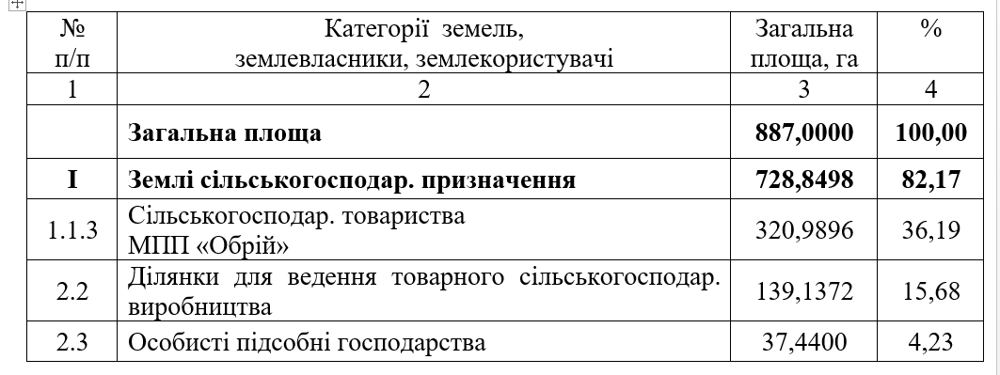 № п/п Категорії земель, землевласники, землекористувачі Загальна площа, га %
1 2 3 4
Загальна площа 887,0000 100,00
І Землі сільськогосподар. призначення 728,8498 82,17
1.1.3 Сільськогосподар. товариства
МПП «Обрій» 320,9896 36,19
2.2 Ділянки для ведення товарного сільськогосподар.
виробництва 139,1372 15,68
2.3 Особисті підсобні господарства 37,4400 4,23